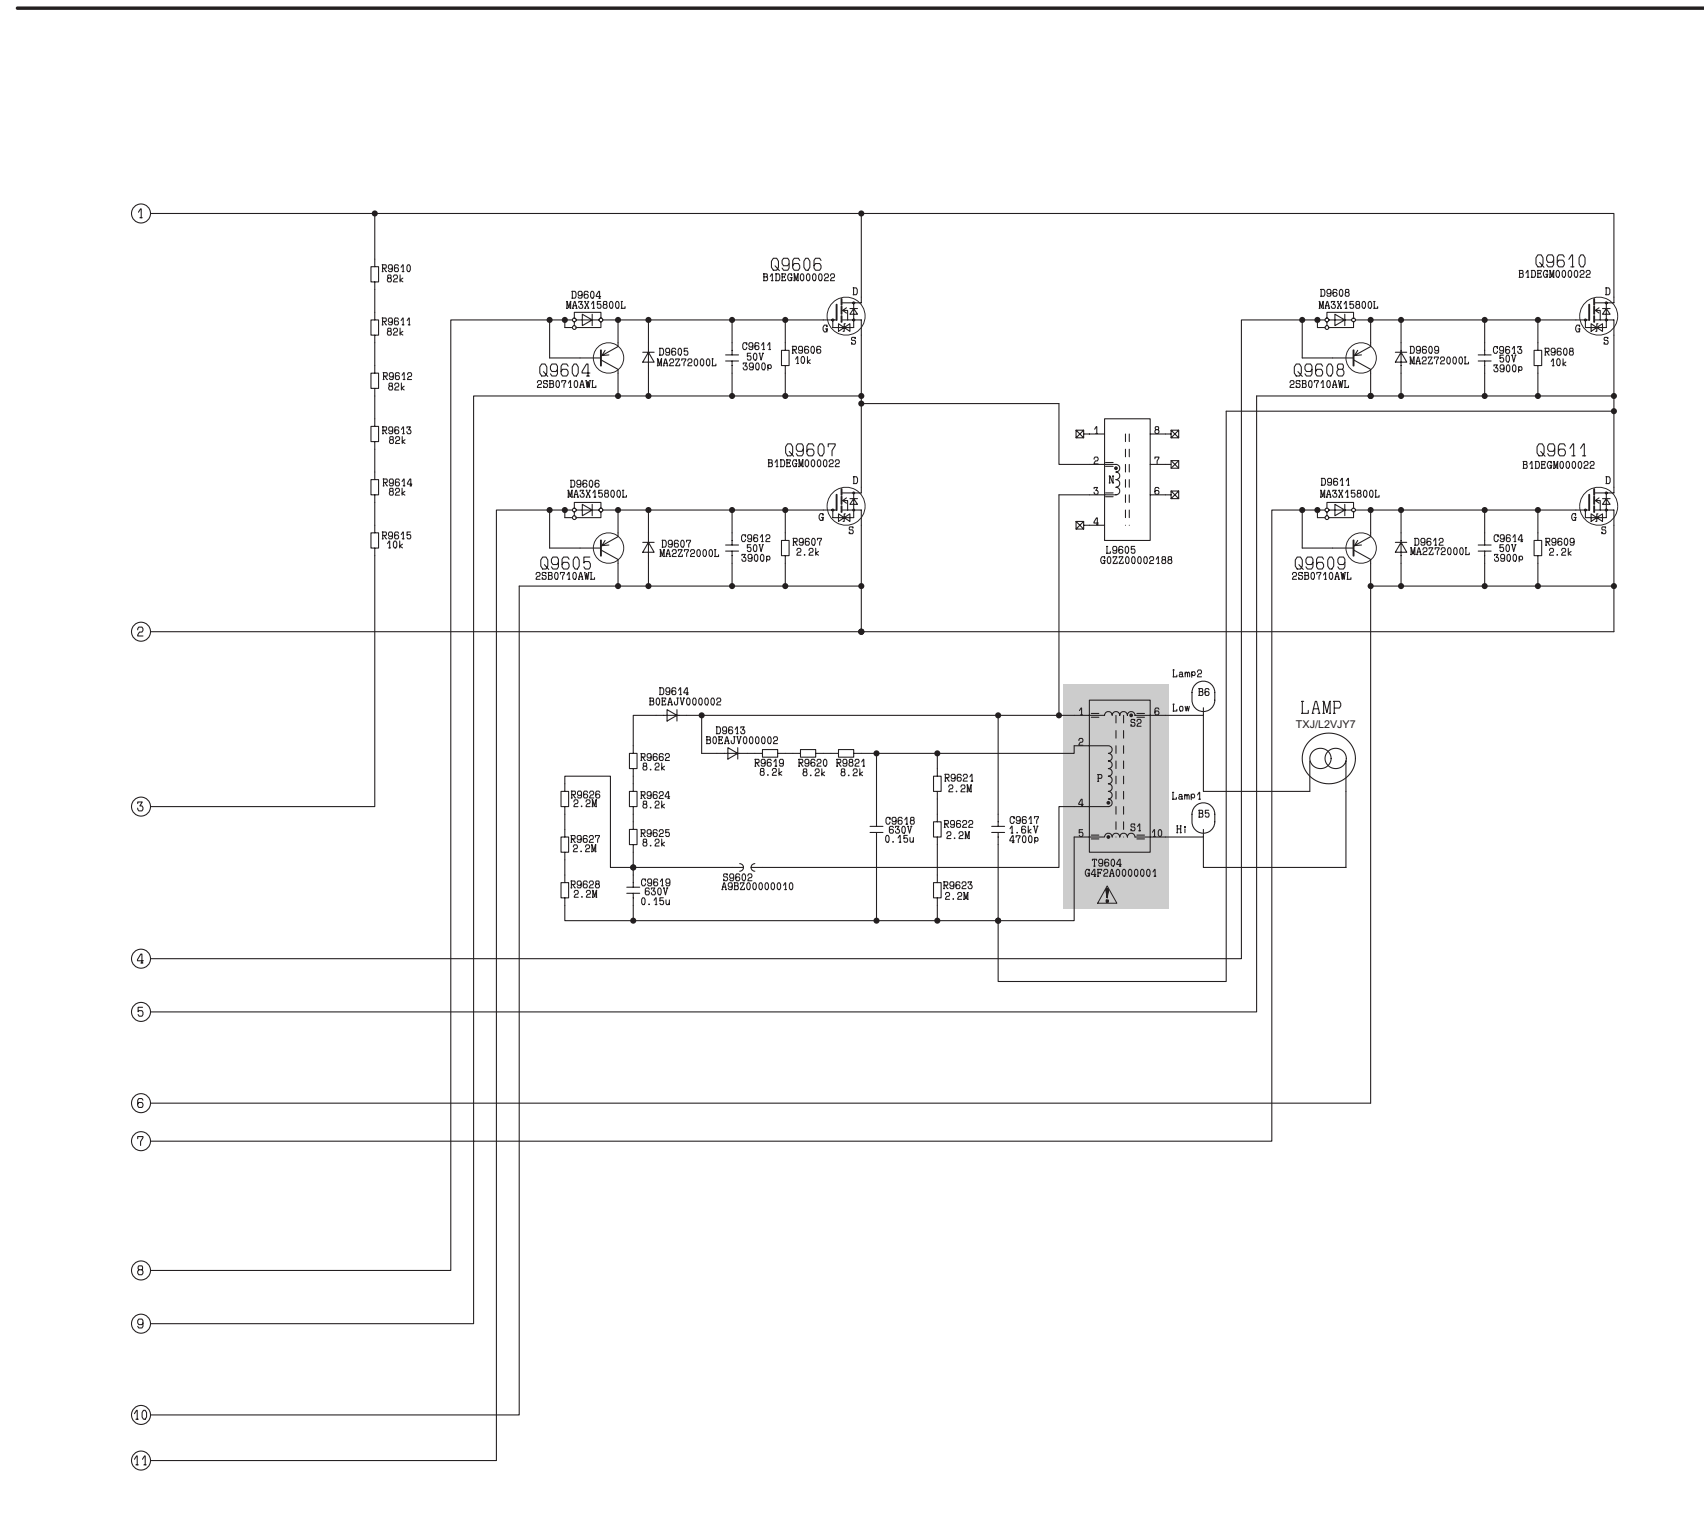 1
R9610
82k
R9611
82k
R9612
82k
R9613
82k
R9614
82k
R9615
10k
D9604
MA3X15800L
Q9604
2SB0710AWL
D9605
MA2Z72000L
C9611
50V
3900p
R9606
10k
Q9606
B1DEGM000022
D
G
S
D9606
MA3X15800L
Q9605
2SB0710AWL
D9607
MA2Z72000L
C9612
50V
3900p
R9607
2.2k
Q9607
B1DEGM000022
D
G
S
1
2
3
4
N
8
7
6
L9605
G0ZZ00002188
D9608
MA3X15800L
Q9608
2SB0710AWL
D9609
MA2Z72000L
C9613
50V
3900p
R9608
10k
Q9610
B1DEGM000022
D
G
S
D9611
MA3X15800L
Q9609
2SB0710AWL
D9612
MA2Z72000L
C9614
50V
3900p
R9609
2.2k
Q9611
B1DEGM000022
D
G
S
2
D9614
B0EAJV000002
D9613
B0EAJV000002
R9662
8.2k
R9619
8.2k
R9620
8.2k
R9821
8.2k
R9626
2.2M
R9624
8.2k
R9627
2.2M
R9625
8.2k
R9628
2.2M
C9619
630V
0.15u
S9602
A9BZ00000010
C9618
630V
0.15u
R9621
2.2M
R9622
2.2M
R9623
2.2M
C9617
1.6kV
4700p
1
2
4
5
S2
P
S1
6
10
T9604
G4F2A0000001
Lamp2
B6
Low
Lamp1
B5
Hi
LAMP
TXJ/L2VJY7
3
4
5
6
7
8
9
10
11